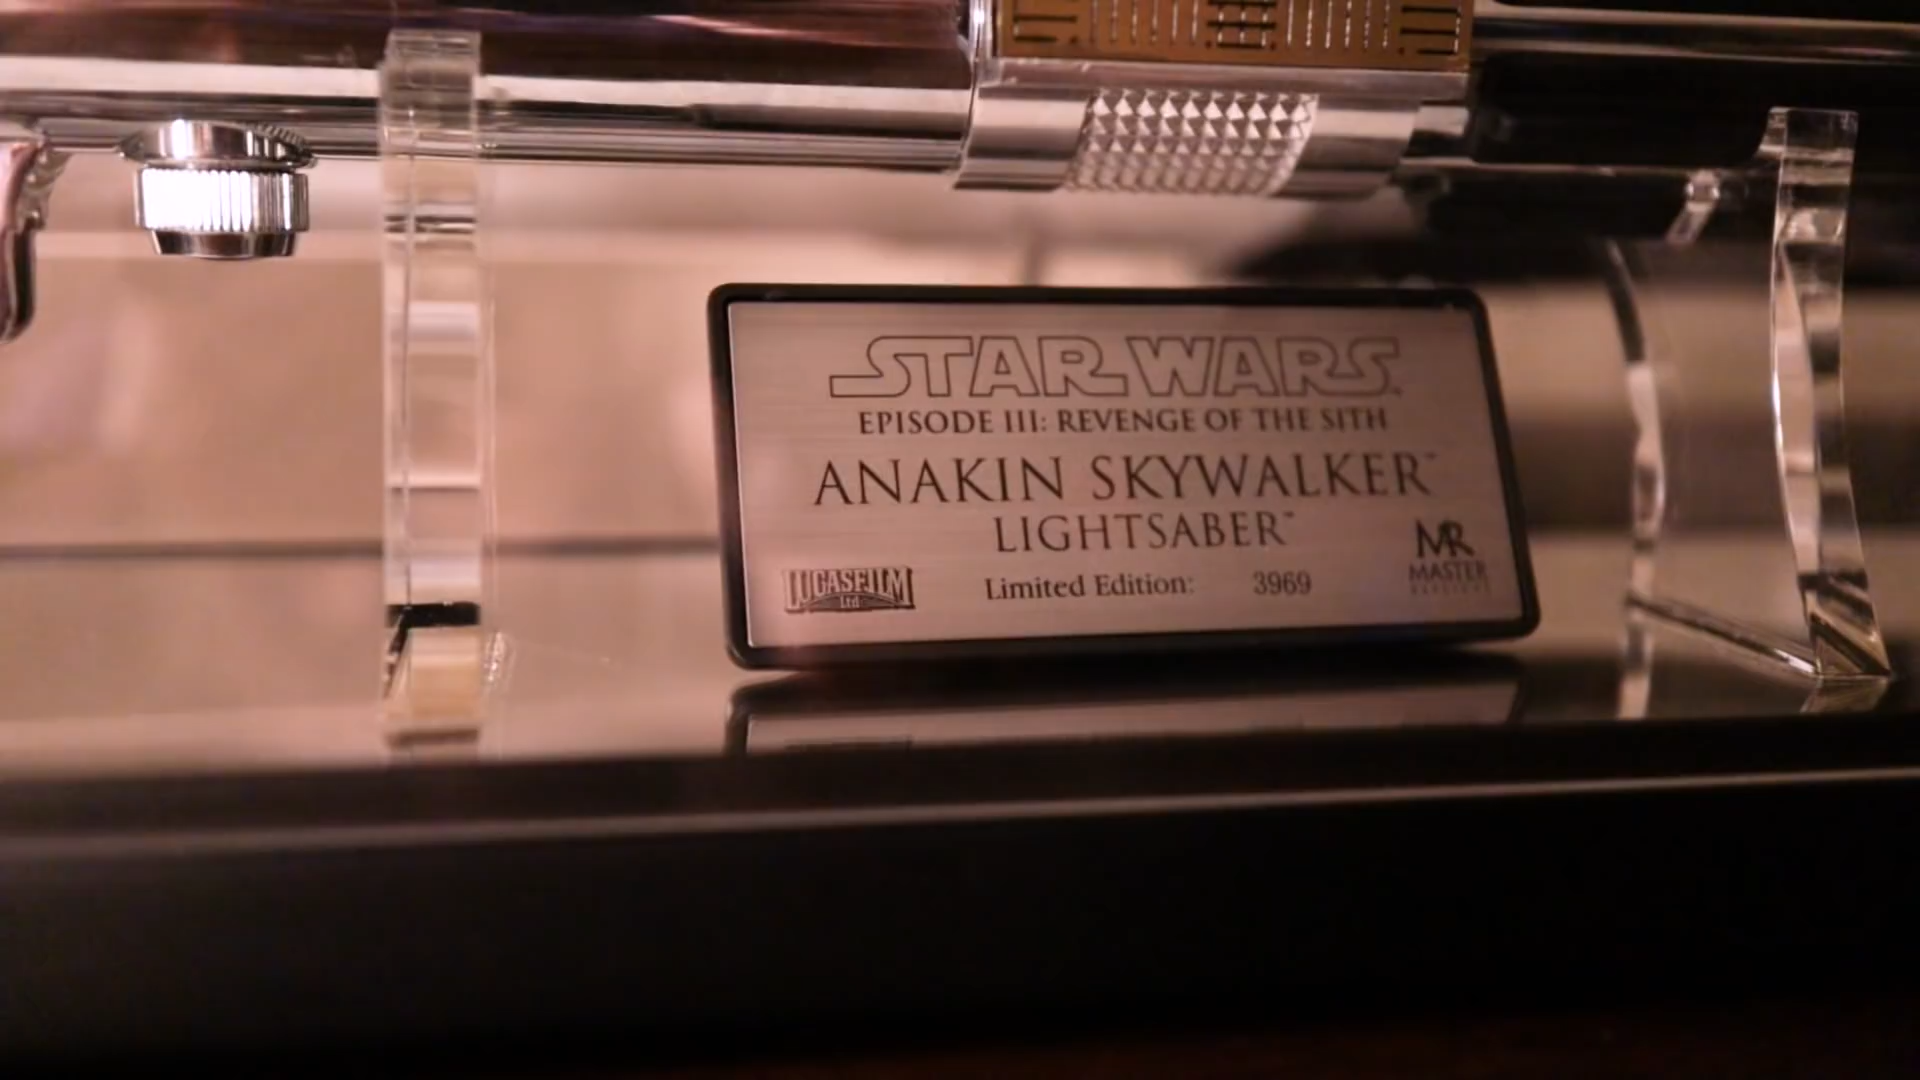 STAR WARS
EPISODE III: REVENGE OF THE SITH
ANAKIN SKYWALKER™
LIGHTSABER™
LUCASFILM
Ltd
Limited Edition: 3969
MR
MASTER